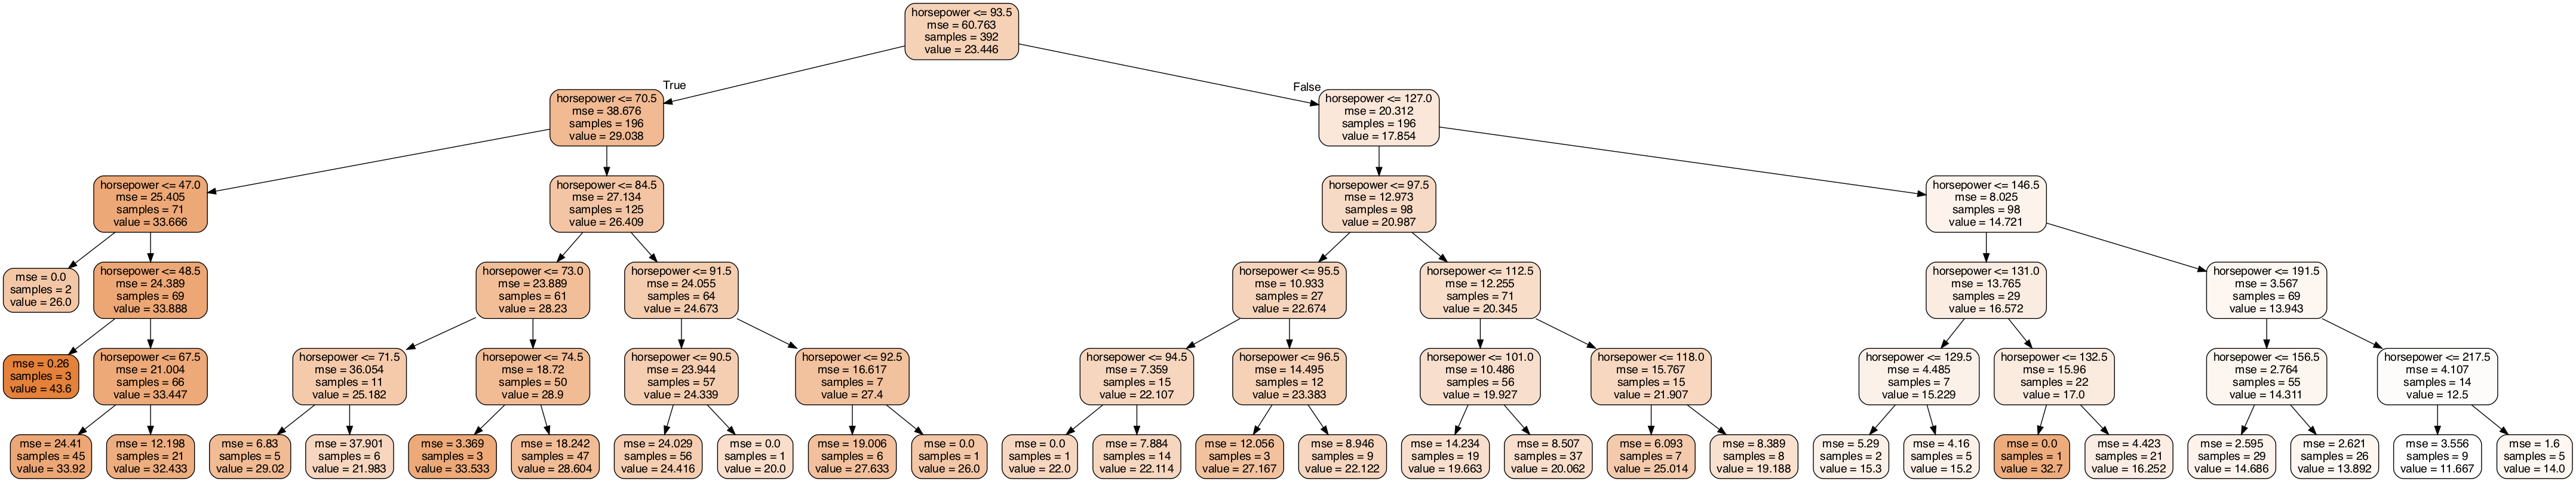 horsepower <= 93.5
mse = 60.763
samples = 392
value = 23.446
True
False
horsepower <= 70.5
mse = 38.676
samples = 196
value = 29.038
horsepower <= 127.0
mse = 20.312
samples = 196
value = 17.854
horsepower <= 47.0
mse = 25.405
samples = 71
value = 33.666
horsepower <= 84.5
mse = 27.134
samples = 125
value = 26.409
horsepower <= 97.5
mse = 12.973
samples = 98
value = 20.987
horsepower <= 146.5
mse = 8.025
samples = 98
value = 14.721
mse = 0.0
samples = 2
value = 26.0
horsepower <= 48.5
mse = 24.389
samples = 69
value = 33.888
horsepower <= 73.0
mse = 23.889
samples = 61
value = 28.23
horsepower <= 91.5
mse = 24.055
samples = 64
value = 24.673
horsepower <= 95.5
mse = 10.933
samples = 27
value = 22.674
horsepower <= 112.5
mse = 12.255
samples = 71
value = 20.345
horsepower <= 131.0
mse = 13.765
samples = 29
value = 16.572
horsepower <= 191.5
mse = 3.567
samples = 69
value = 13.943
mse = 0.26
samples = 3
value = 43.6
horsepower <= 67.5
mse = 21.004
samples = 66
value = 33.447
horsepower <= 71.5
mse = 36.054
samples = 11
value = 25.182
horsepower <= 74.5
mse = 18.72
samples = 50
value = 28.9
horsepower <= 90.5
mse = 23.944
samples = 57
value = 24.339
horsepower <= 92.5
mse = 16.617
samples = 7
value = 27.4
horsepower <= 94.5
mse = 7.359
samples = 15
value = 22.107
horsepower <= 96.5
mse = 14.495
samples = 12
value = 23.383
horsepower <= 101.0
mse = 10.486
samples = 56
value = 19.927
horsepower <= 118.0
mse = 15.767
samples = 15
value = 21.907
horsepower <= 129.5
mse = 4.485
samples = 7
value = 15.229
horsepower <= 132.5
mse = 15.96
samples = 22
value = 17.0
horsepower <= 156.5
mse = 2.764
samples = 55
value = 14.311
horsepower <= 217.5
mse = 4.107
samples = 14
value = 12.5
mse = 24.41
samples = 45
value = 33.92
mse = 12.198
samples = 21
value = 32.433
mse = 6.83
samples = 5
value = 29.02
mse = 37.901
samples = 6
value = 21.983
mse = 3.369
samples = 3
value = 33.533
mse = 18.242
samples = 47
value = 28.604
mse = 24.029
samples = 56
value = 24.416
mse = 0.0
samples = 1
value = 20.0
mse = 19.006
samples = 6
value = 27.633
mse = 0.0
samples = 1
value = 26.0
mse = 0.0
samples = 1
value = 22.0
mse = 7.884
samples = 14
value = 22.114
mse = 12.056
samples = 3
value = 27.167
mse = 8.946
samples = 9
value = 22.122
mse = 14.234
samples = 19
value = 19.663
mse = 8.507
samples = 37
value = 20.062
mse = 6.093
samples = 7
value = 25.014
mse = 8.389
samples = 8
value = 19.188
mse = 5.29
samples = 2
value = 15.3
mse = 4.16
samples = 5
value = 15.2
mse = 0.0
samples = 1
value = 32.7
mse = 4.423
samples = 21
value = 16.252
mse = 2.595
samples = 29
value = 14.686
mse = 2.621
samples = 26
value = 13.892
mse = 3.556
samples = 9
value = 11.667
mse = 1.6
samples = 5
value = 14.0